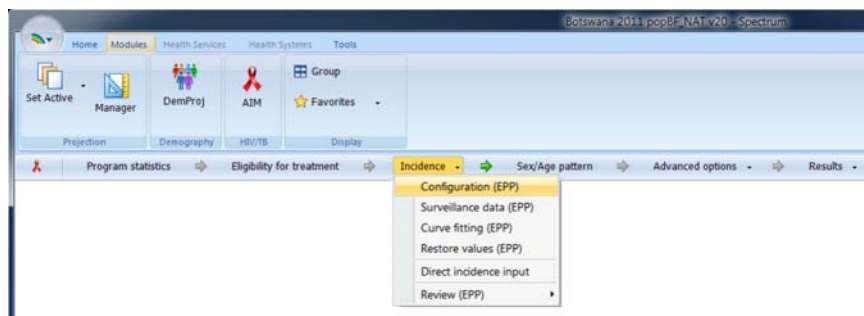 Botswana 2011 popBF_NAT v20 - Spectrum
Home Modules Health Services Health Systems Tools
Group
Set Active Manager DemProj AIM Favorites
Projection Demography HIV/TB Display
Program statistics Eligibility for treatment Incidence Sex/Age pattern Advanced options Results
Configuration (EPP)
Surveillance data (EPP)
Curve fitting (EPP)
Restore values (EPP)
Direct incidence input
Review (EPP)